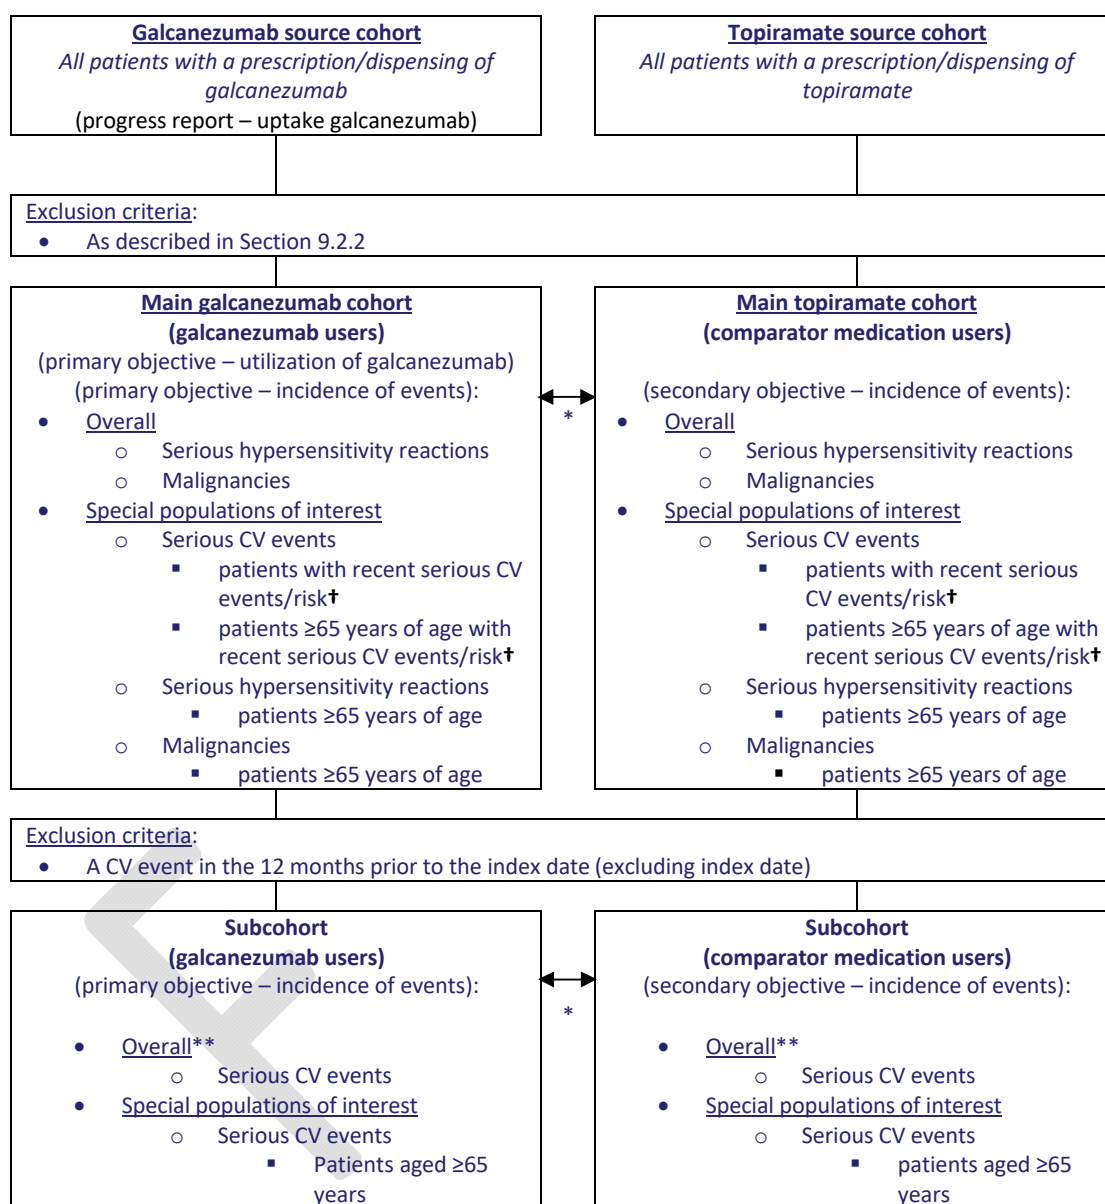 Galcanezumab source cohort
All patients with a prescription/dispensing of
galcanezumab
(progress report – uptake galcanezumab)
Topiramate source cohort
All patients with a prescription/dispensing of
topiramate
Exclusion criteria:
• As described in Section 9.2.2
Main galcanezumab cohort
(galcanezumab users)
(primary objective – utilization of galcanezumab)
(primary objective – incidence of events):
• Overall
o Serious hypersensitivity reactions
o Malignancies
• Special populations of interest
o Serious CV events
▪ patients with recent serious CV
events/risk†
▪ patients ≥65 years of age with
recent serious CV events/risk†
o Serious hypersensitivity reactions
▪ patients ≥65 years of age
o Malignancies
▪ patients ≥65 years of age
*
Main topiramate cohort
(comparator medication users)
(secondary objective – incidence of events):
• Overall
o Serious hypersensitivity reactions
o Malignancies
• Special populations of interest
o Serious CV events
▪ patients with recent serious
CV events/risk†
▪ patients ≥65 years of age with
recent serious CV events/risk†
o Serious hypersensitivity reactions
▪ patients ≥65 years of age
o Malignancies
▪ patients ≥65 years of age
Exclusion criteria:
• A CV event in the 12 months prior to the index date (excluding index date)
Subcohort
(galcanezumab users)
(primary objective – incidence of events):
• Overall**
o Serious CV events
• Special populations of interest
o Serious CV events
▪ Patients aged ≥65
years
*
Subcohort
(comparator medication users)
(secondary objective – incidence of events):
• Overall**
o Serious CV events
• Special populations of interest
o Serious CV events
▪ patients aged ≥65
years